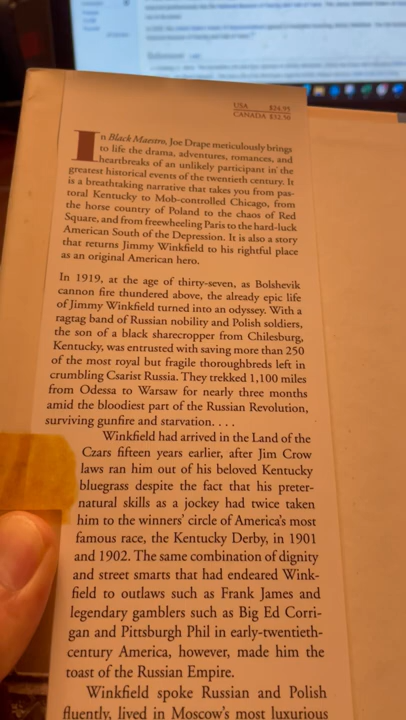 USA $24.95
CANADA $32.50
In Black Maestro, Joe Drape meticulously brings
to life the drama, adventures, romances, and
heartbreaks of an unlikely participant in the
greatest historical events of the twentieth century. It
is a breathtaking narrative that takes you from pas-
toral Kentucky to Mob-controlled Chicago, from
the horse country of Poland to the chaos of Red
Square, and from freewheeling Paris to the hard-luck
American South of the Depression. It is also a story
that returns Jimmy Winkfield to his rightful place
as an original American hero.
In 1919, at the age of thirty-seven, as Bolshevik
cannon fire thundered above, the already epic life
of Jimmy Winkfield turned into an odyssey. With a
ragtag band of Russian nobility and Polish soldiers,
the son of a black sharecropper from Chilesburg,
Kentucky, was entrusted with saving more than 250
of the most royal but fragile thoroughbreds left in
crumbling Csarist Russia. They trekked 1,100 miles
from Odessa to Warsaw for nearly three months
amid the bloodiest part of the Russian Revolution,
surviving gunfire and starvation. . . .
Winkfield had arrived in the Land of the
Czars fifteen years earlier, after Jim Crow
laws ran him out of his beloved Kentucky
bluegrass despite the fact that his preter-
natural skills as a jockey had twice taken
him to the winners' circle of America's most
famous race, the Kentucky Derby, in 1901
and 1902. The same combination of dignity
and street smarts that had endeared Wink-
field to outlaws such as Frank James and
legendary gamblers such as Big Ed Corri-
gan and Pittsburgh Phil in early-twentieth-
century America, however, made him the
toast of the Russian Empire.
Winkfield spoke Russian and Polish
fluently, lived in Moscow's most luxurious